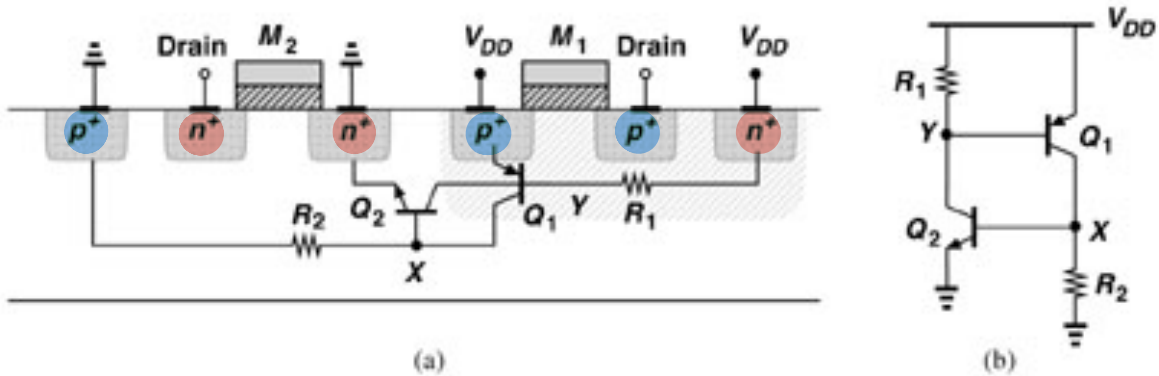 Drain M2 VDD M1 Drain VDD
p+ n+ n+ p+ p+ n+
Q2 Q1 Y R1
R2
X
(a)
VDD
R1
Y Q1
Q2 X
R2
(b)